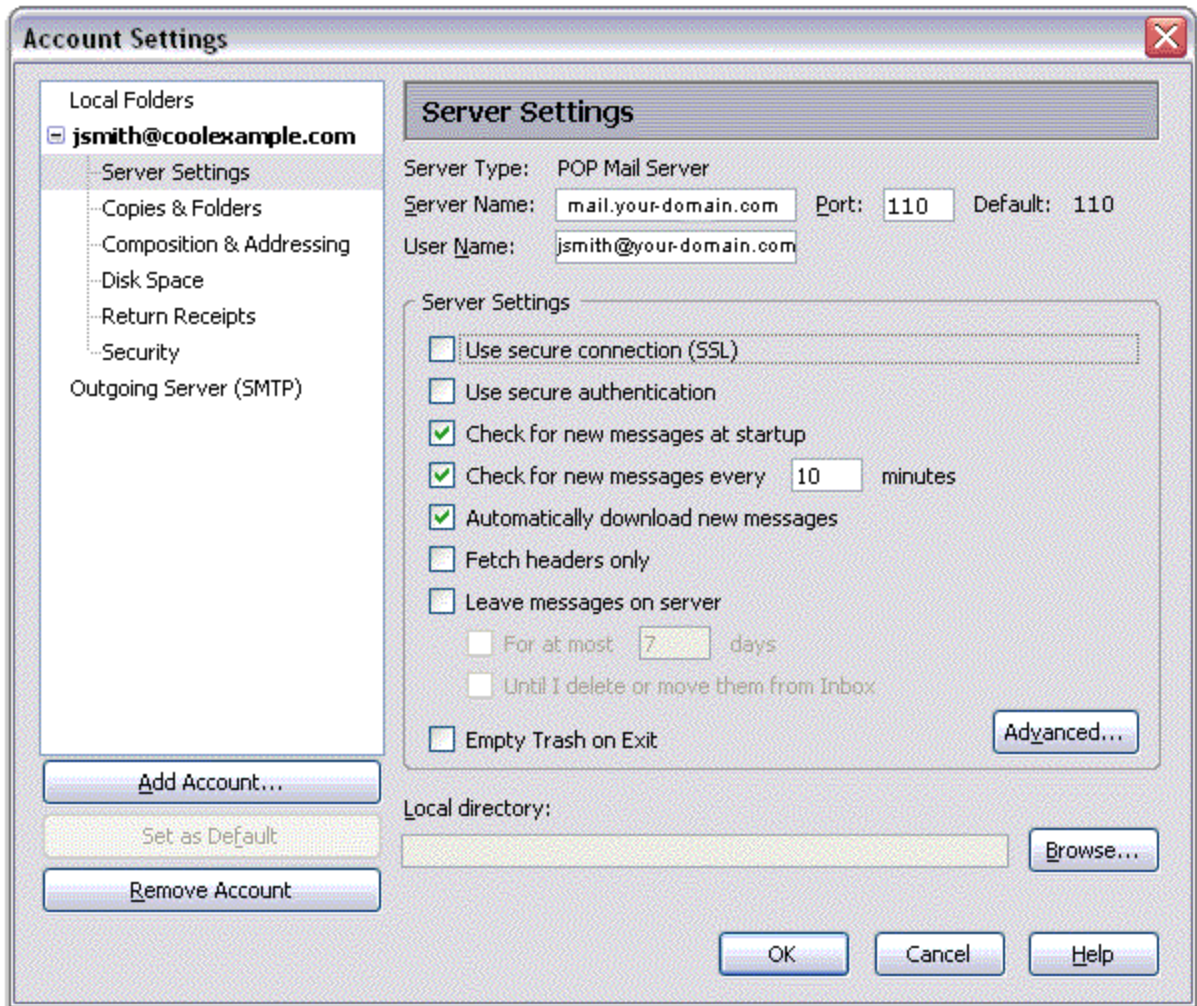 Account Settings
Local Folders
jsmith@coolexample.com
Server Settings
Copies & Folders
Composition & Addressing
Disk Space
Return Receipts
Security
Outgoing Server (SMTP)
Add Account...
Set as Default
Remove Account
Server Settings
Server Type: POP Mail Server
Server Name: mail.your-domain.com Port: 110 Default: 110
User Name: jsmith@your-domain.com
Server Settings
Use secure connection (SSL)
Use secure authentication
Check for new messages at startup
Check for new messages every 10 minutes
Automatically download new messages
Fetch headers only
Leave messages on server
For at most 7 days
Until I delete or move them from Inbox
Empty Trash on Exit
Advanced...
Local directory:
Browse...
OK Cancel Help